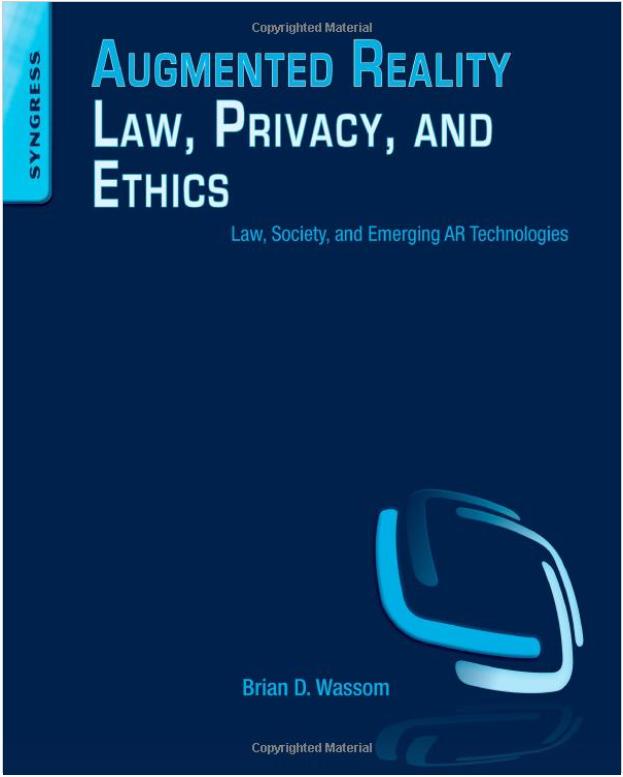 Copyrighted Material
SYNGRESS
AUGMENTED REALITY
LAW, PRIVACY, AND
ETHICS
Law, Society, and Emerging AR Technologies
Brian D. Wassom
Copyrighted Material